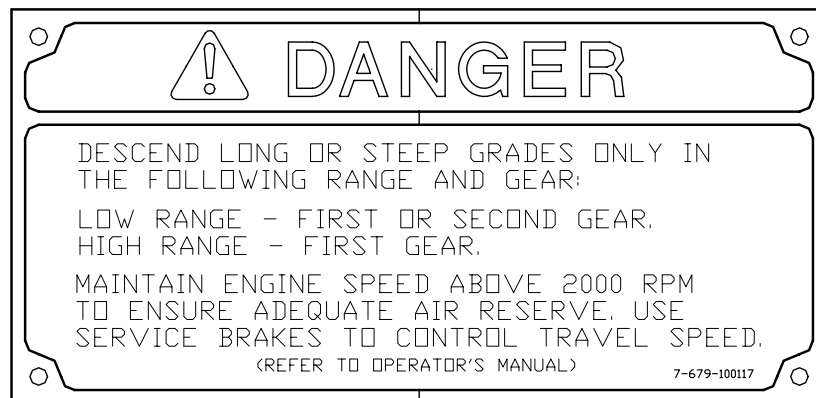 DANGER
DESCEND LONG OR STEEP GRADES ONLY IN
THE FOLLOWING RANGE AND GEAR:
LOW RANGE - FIRST OR SECOND GEAR.
HIGH RANGE - FIRST GEAR.
MAINTAIN ENGINE SPEED ABOVE 2000 RPM
TO ENSURE ADEQUATE AIR RESERVE. USE
SERVICE BRAKES TO CONTROL TRAVEL SPEED.
(REFER TO OPERATOR'S MANUAL)
7-679-100117